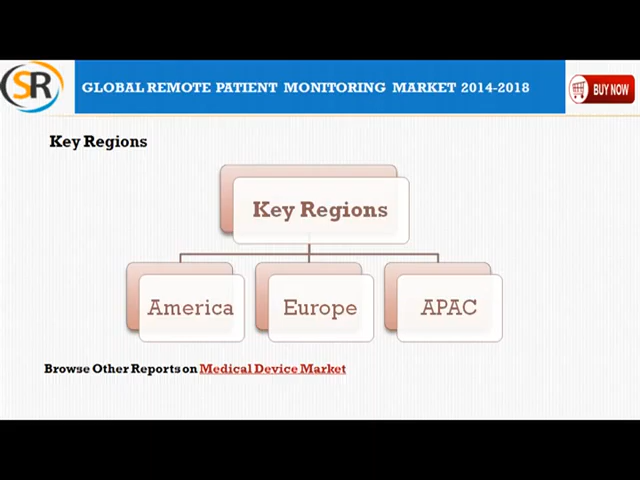 SR
GLOBAL REMOTE PATIENT MONITORING MARKET 2014-2018
BUY NOW
Key Regions
Key Regions
America
Europe
APAC
Browse Other Reports on Medical Device Market